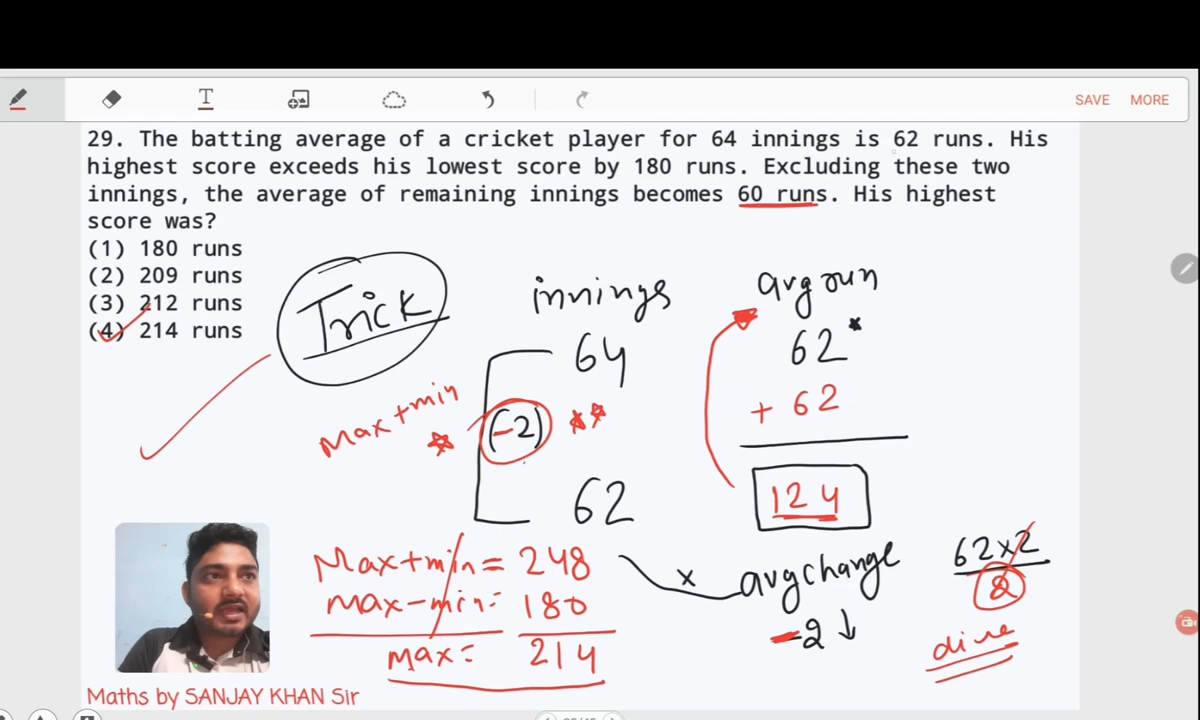 SAVE MORE
29. The batting average of a cricket player for 64 innings is 62 runs. His
highest score exceeds his lowest score by 180 runs. Excluding these two
innings, the average of remaining innings becomes 60 runs. His highest
score was?
(1) 180 runs
(2) 209 runs
(3) 212 runs
(4) 214 runs
Trick
innings
64
(-2)
62
Max+min
avg run
62
+ 62
124
Max+min = 248
Max-min = 180
max = 214
x
avg change
-2 ↓
62×2
2
Maths by SANJAY KHAN Sir